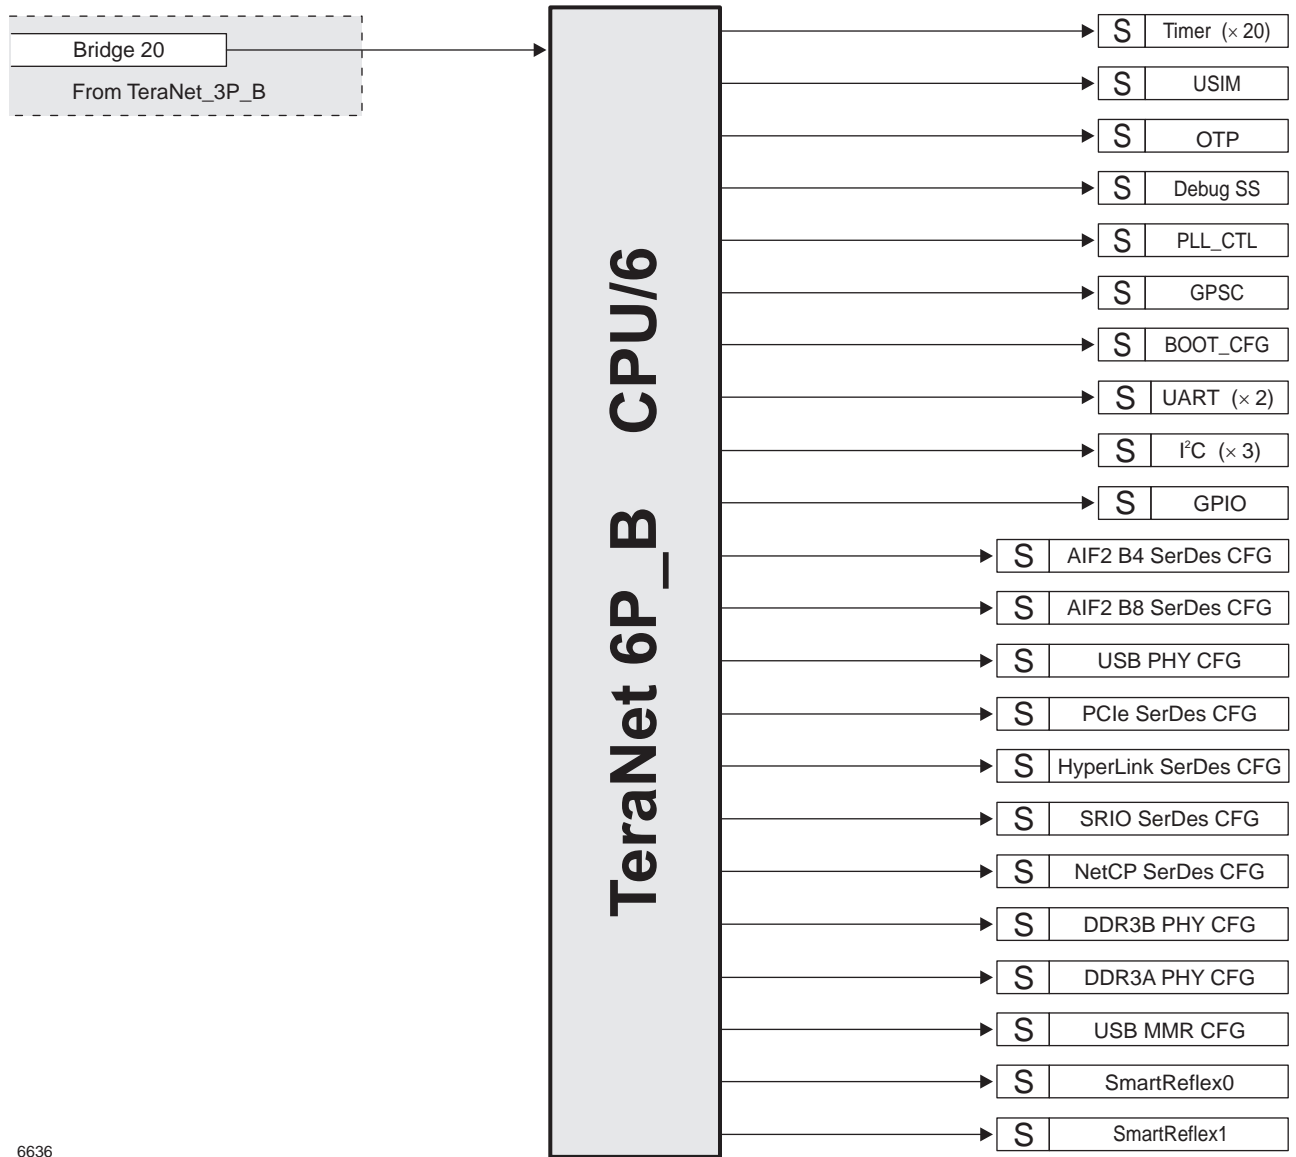 Bridge 20
From TeraNet_3P_B
TeraNet 6P_B CPU/6
S Timer (× 20)
S USIM
S OTP
S Debug SS
S PLL_CTL
S GPSC
S BOOT_CFG
S UART (× 2)
S I²C (× 3)
S GPIO
S AIF2 B4 SerDes CFG
S AIF2 B8 SerDes CFG
S USB PHY CFG
S PCIe SerDes CFG
S HyperLink SerDes CFG
S SRIO SerDes CFG
S NetCP SerDes CFG
S DDR3B PHY CFG
S DDR3A PHY CFG
S USB MMR CFG
S SmartReflex0
S SmartReflex1
6636